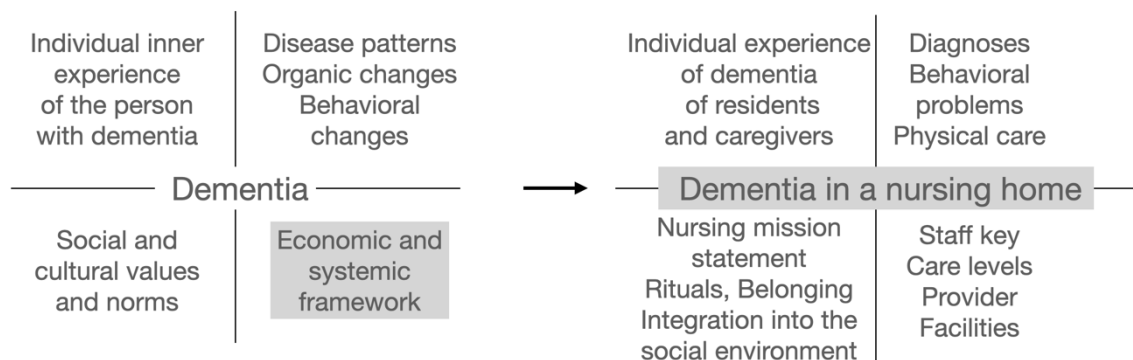 Individual inner
experience
of the person
with dementia
Disease patterns
Organic changes
Behavioral
changes
Dementia
Social and
cultural values
and norms
Economic and
systemic
framework
Individual experience
of dementia
of residents
and caregivers
Diagnoses
Behavioral
problems
Physical care
Dementia in a nursing home
Nursing mission
statement
Rituals, Belonging
Integration into the
social environment
Staff key
Care levels
Provider
Facilities